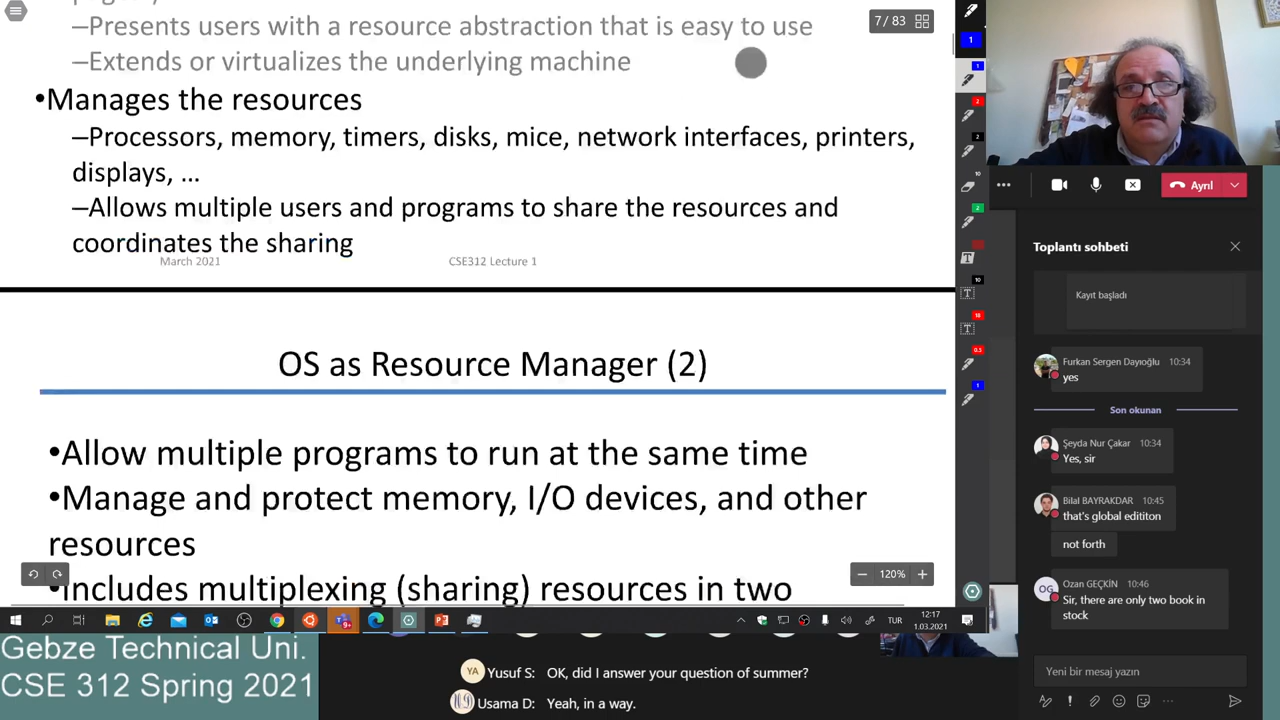 –Presents users with a resource abstraction that is easy to use
–Extends or virtualizes the underlying machine
•Manages the resources
–Processors, memory, timers, disks, mice, network interfaces, printers,
displays, ...
–Allows multiple users and programs to share the resources and
coordinates the sharing
March 2021
CSE312 Lecture 1
7 / 83
OS as Resource Manager (2)
•Allow multiple programs to run at the same time
•Manage and protect memory, I/O devices, and other
resources
•Includes multiplexing (sharing) resources in two
120%
TUR
12:17
1.03.2021
Ayrıl
Toplantı sohbeti
Kayıt başladı
Furkan Sergen Dayıoğlu 10:34
yes
Son okunan
Şeyda Nur Çakar 10:34
Yes, sir
Bilal BAYRAKDAR 10:45
that's global edititon
not forth
OG
Ozan GEÇKİN 10:46
Sir, there are only two book in
stock
Yeni bir mesaj yazın
Gebze Technical Uni.
CSE 312 Spring 2021
YA Yusuf S: OK, did I answer your question of summer?
Usama D: Yeah, in a way.